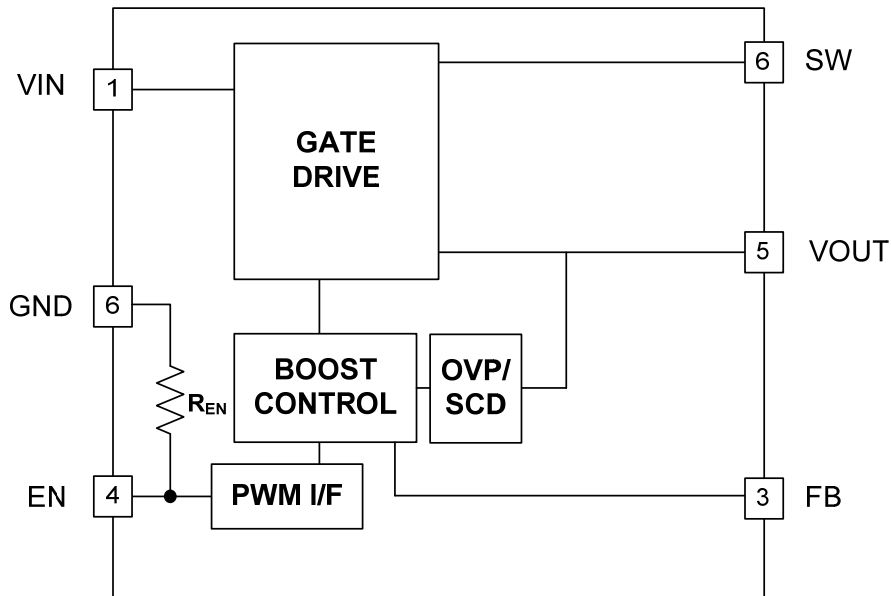 VIN
1
6
SW
GATE
DRIVE
5
VOUT
GND
6
BOOST
CONTROL
OVP/
SCD
REN
EN
4
PWM I/F
3
FB